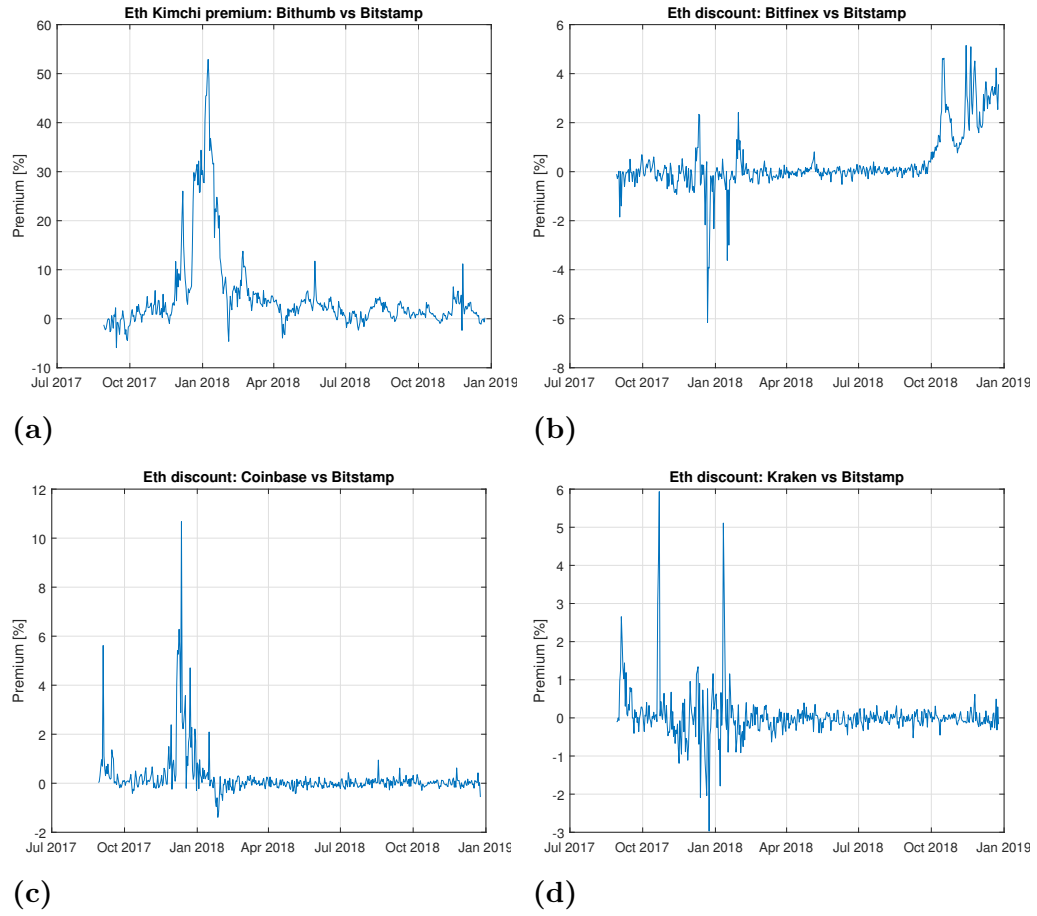 Eth Kimchi premium: Bithumb vs Bitstamp
60
50
40
30
20
10
0
-10
Premium [%]
Jul 2017 Oct 2017 Jan 2018 Apr 2018 Jul 2018 Oct 2018 Jan 2019
(a)
Eth discount: Bitfinex vs Bitstamp
6
4
2
0
-2
-4
-6
-8
Premium [%]
Jul 2017 Oct 2017 Jan 2018 Apr 2018 Jul 2018 Oct 2018 Jan 2019
(b)
Eth discount: Coinbase vs Bitstamp
12
10
8
6
4
2
0
-2
Premium [%]
Jul 2017 Oct 2017 Jan 2018 Apr 2018 Jul 2018 Oct 2018 Jan 2019
(c)
Eth discount: Kraken vs Bitstamp
6
5
4
3
2
1
0
-1
-2
-3
Premium [%]
Jul 2017 Oct 2017 Jan 2018 Apr 2018 Jul 2018 Oct 2018 Jan 2019
(d)